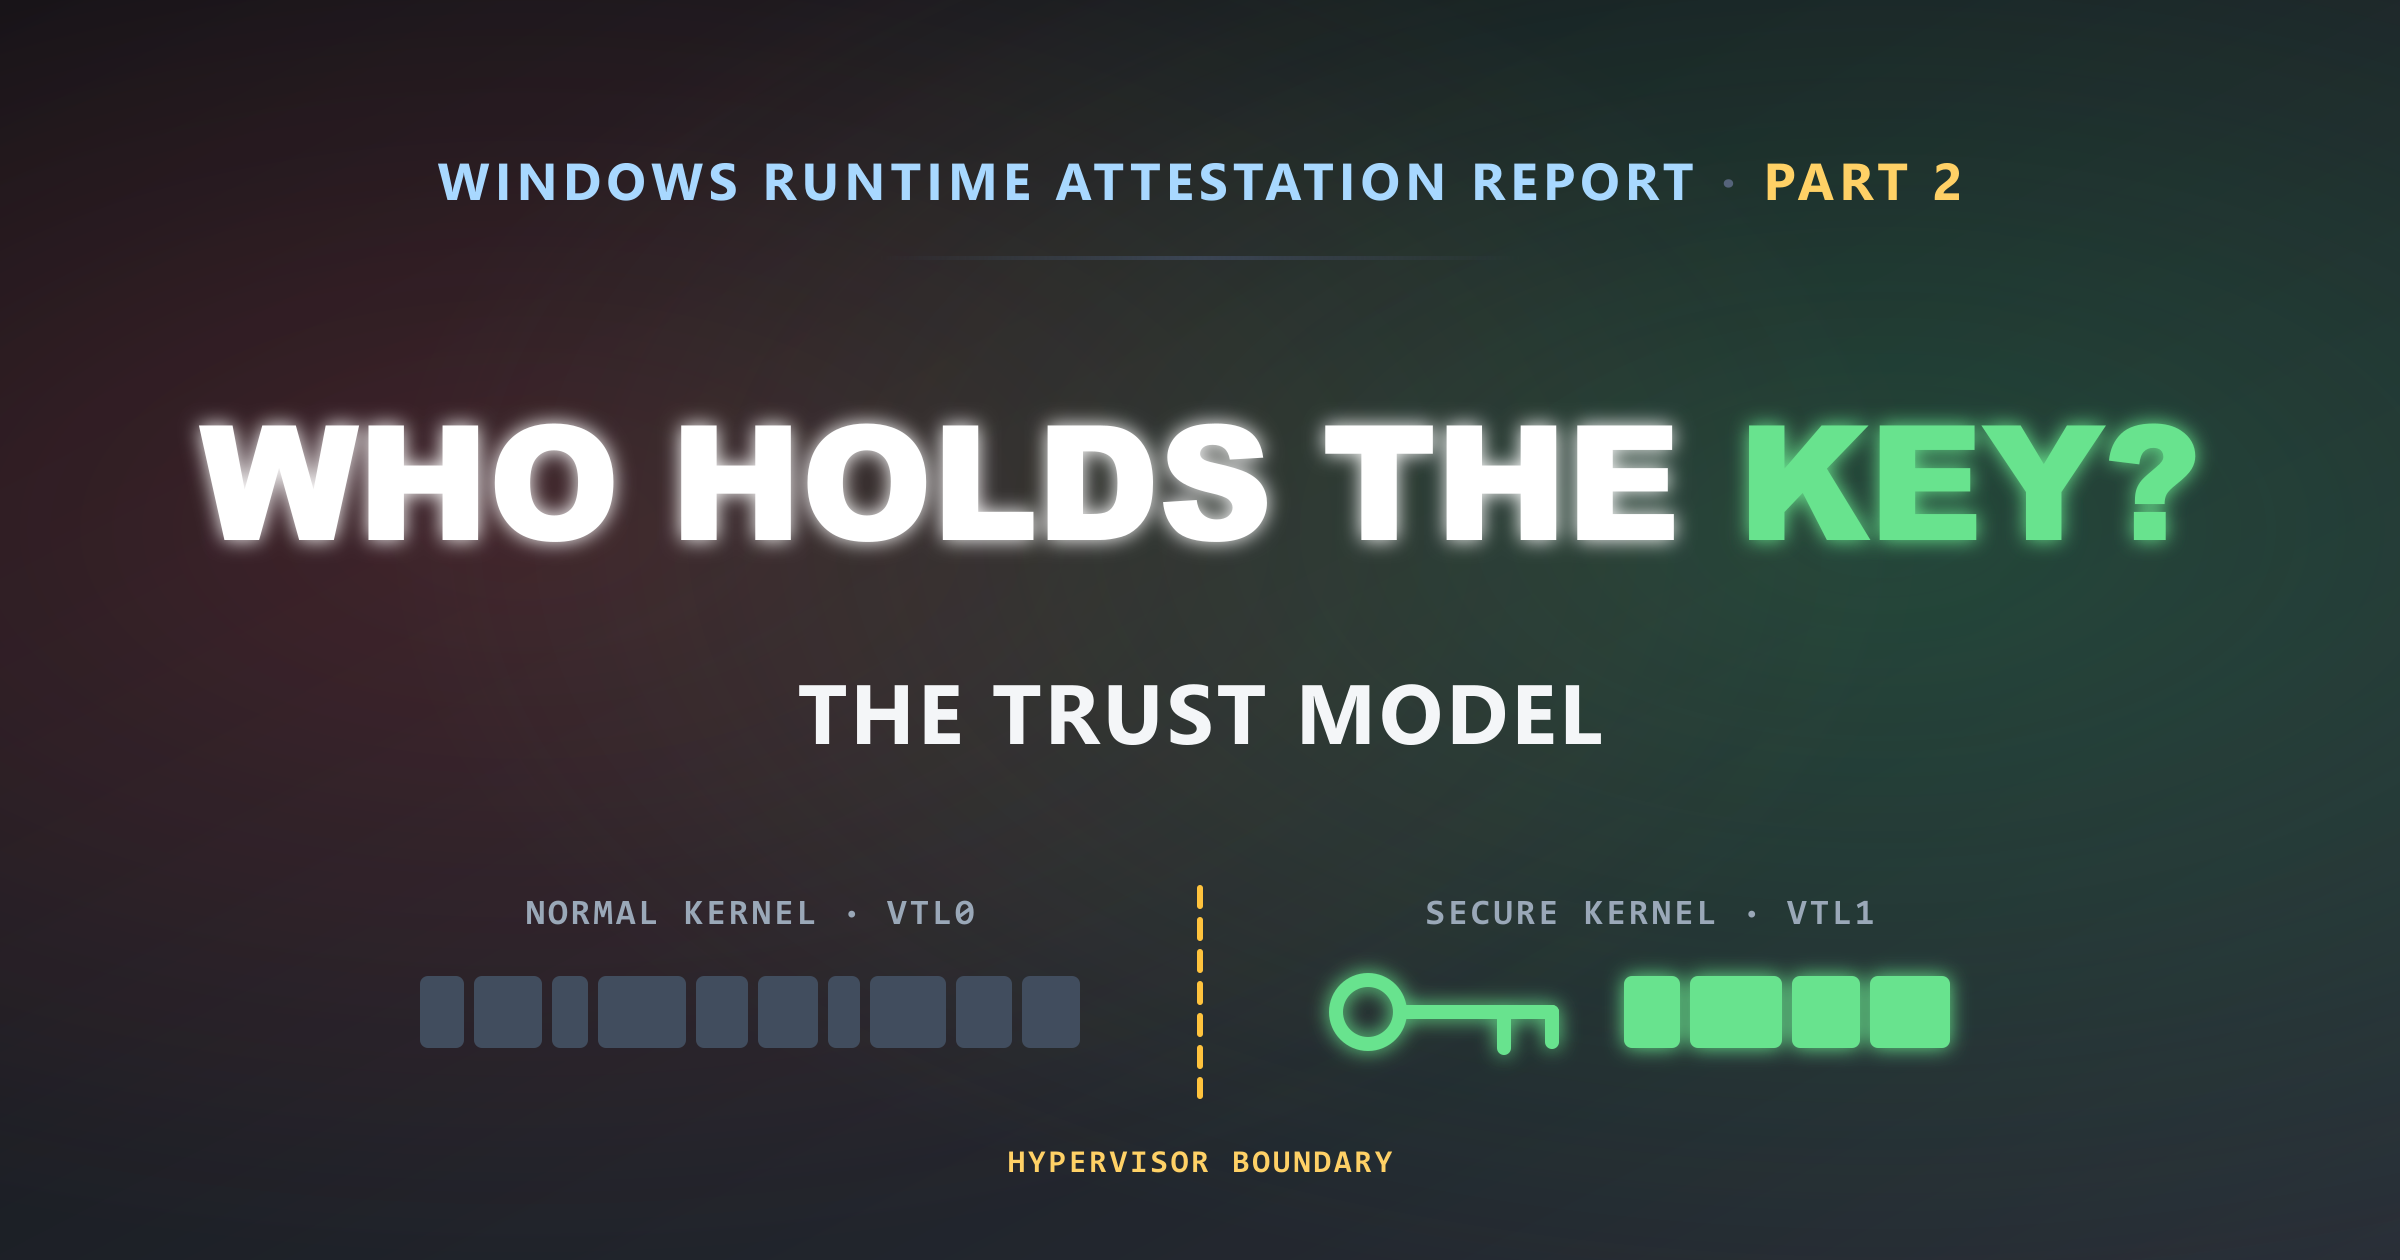 WINDOWS RUNTIME ATTESTATION REPORT · PART 2
WHO HOLDS THE KEY?
THE TRUST MODEL
NORMAL KERNEL · VTL0
SECURE KERNEL · VTL1
HYPERVISOR BOUNDARY